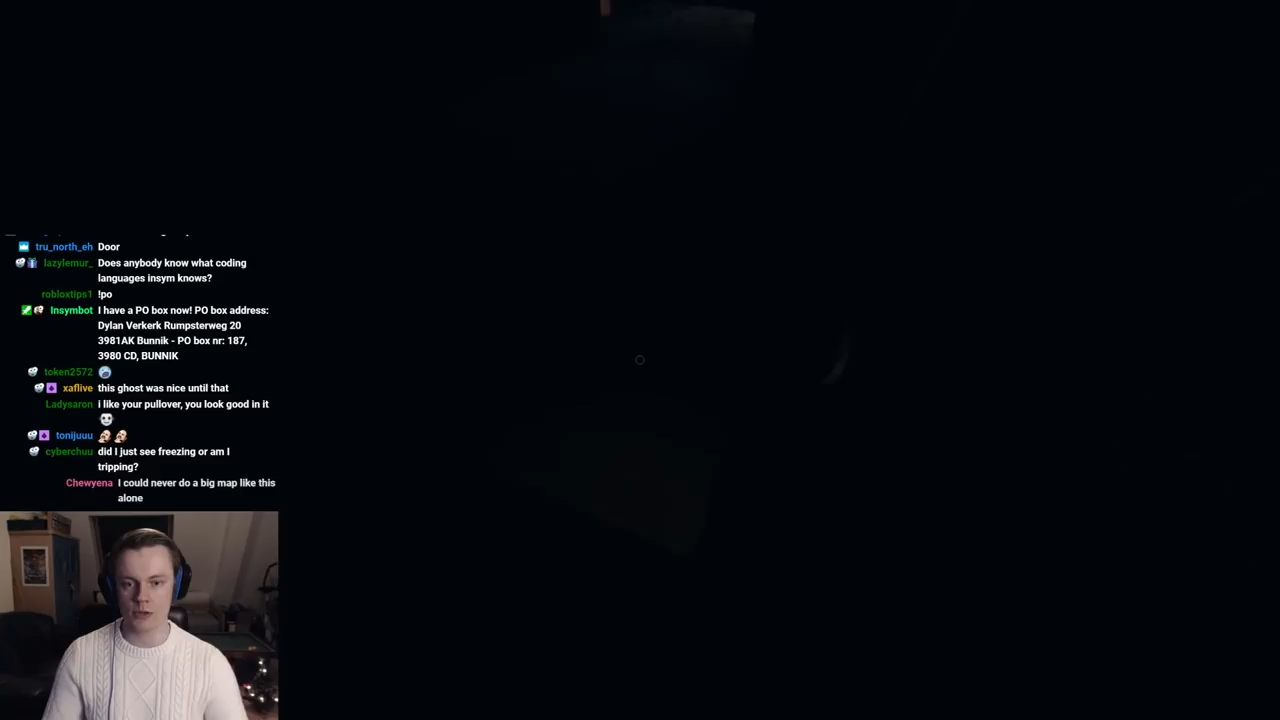 tru_north_eh Door
lazylemur_ Does anybody know what coding
languages insym knows?
robloxtips1 !po
Insymbot I have a PO box now! PO box address:
Dylan Verkerk Rumpsterweg 20
3981AK Bunnik - PO box nr: 187,
3980 CD, BUNNIK
token2572
xaflive this ghost was nice until that
Ladysaron i like your pullover, you look good in it
tonijuuu
cyberchuu did I just see freezing or am I
tripping?
Chewyena I could never do a big map like this
alone